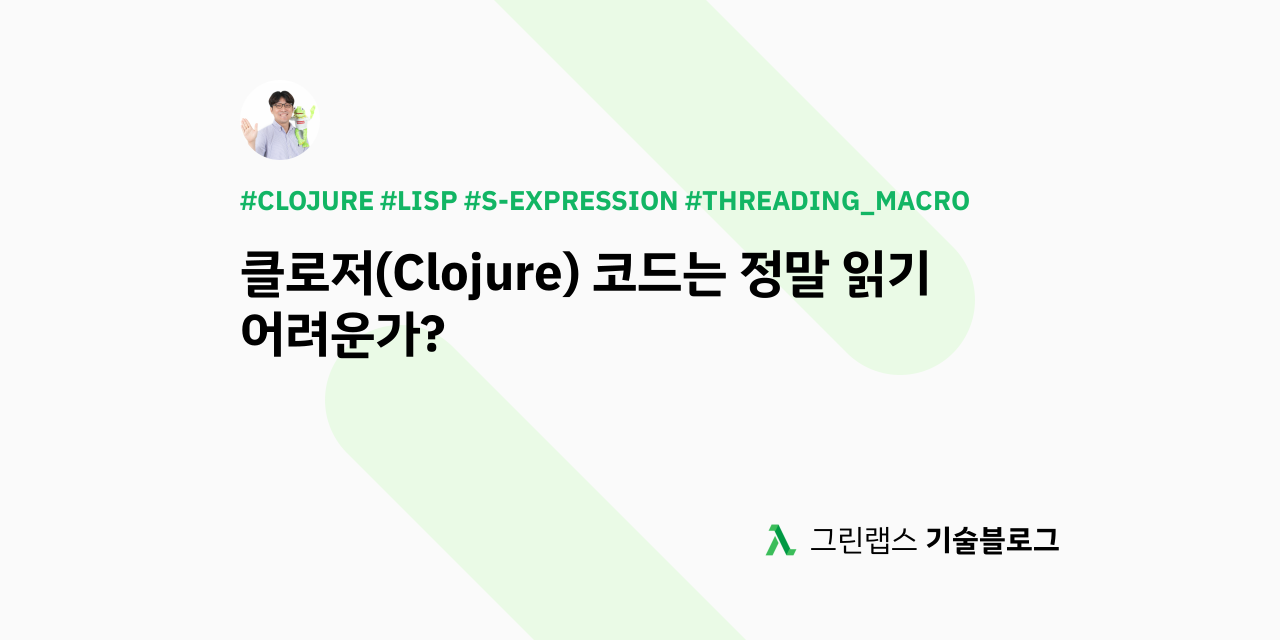 #CLOJURE #LISP #S-EXPRESSION #THREADING_MACRO
클로저(Clojure) 코드는 정말 읽기
어려운가?
그린랩스 기술블로그